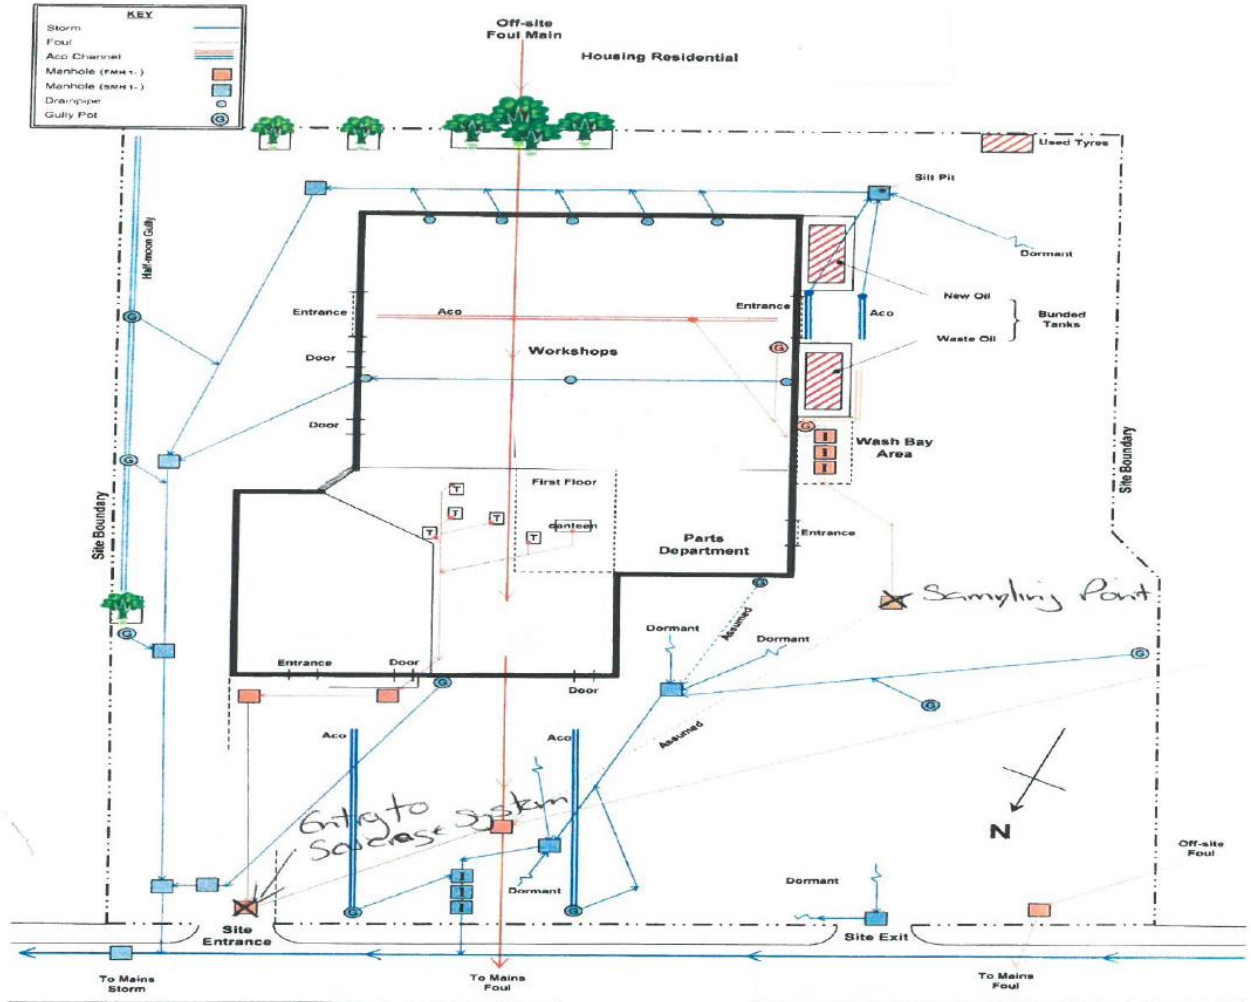 KEY
Storm
Foul
Aco Channel
Manhole (FMH 1- )
Manhole (SMH 1- )
Drainpipe
Gully Pot
G
Off-site
Foul Main
Housing Residential
Used Tyres
Silt Pit
Dormant
Half-moon Gully
New Oil
Bunded
Tanks
Waste Oil
Entrance
Aco
Entrance
Aco
G
G
Workshops
Door
Door
G
G
I
I
I
Wash Bay
Area
Site Boundary
Site Boundary
First Floor
T
T
T
T
T
canteen
Parts
Department
Entrance
Sampling Point
G
Dormant
Assumed
Dormant
G
Entrance
Door
G
Door
G
Aco
Aco
Assumed
Entry to
Sewerage System
N
Off-site
Foul
I
I
I
Dormant
Dormant
G
G
Site
Entrance
Site Exit
To Mains
Storm
To Mains
Foul
To Mains
Foul